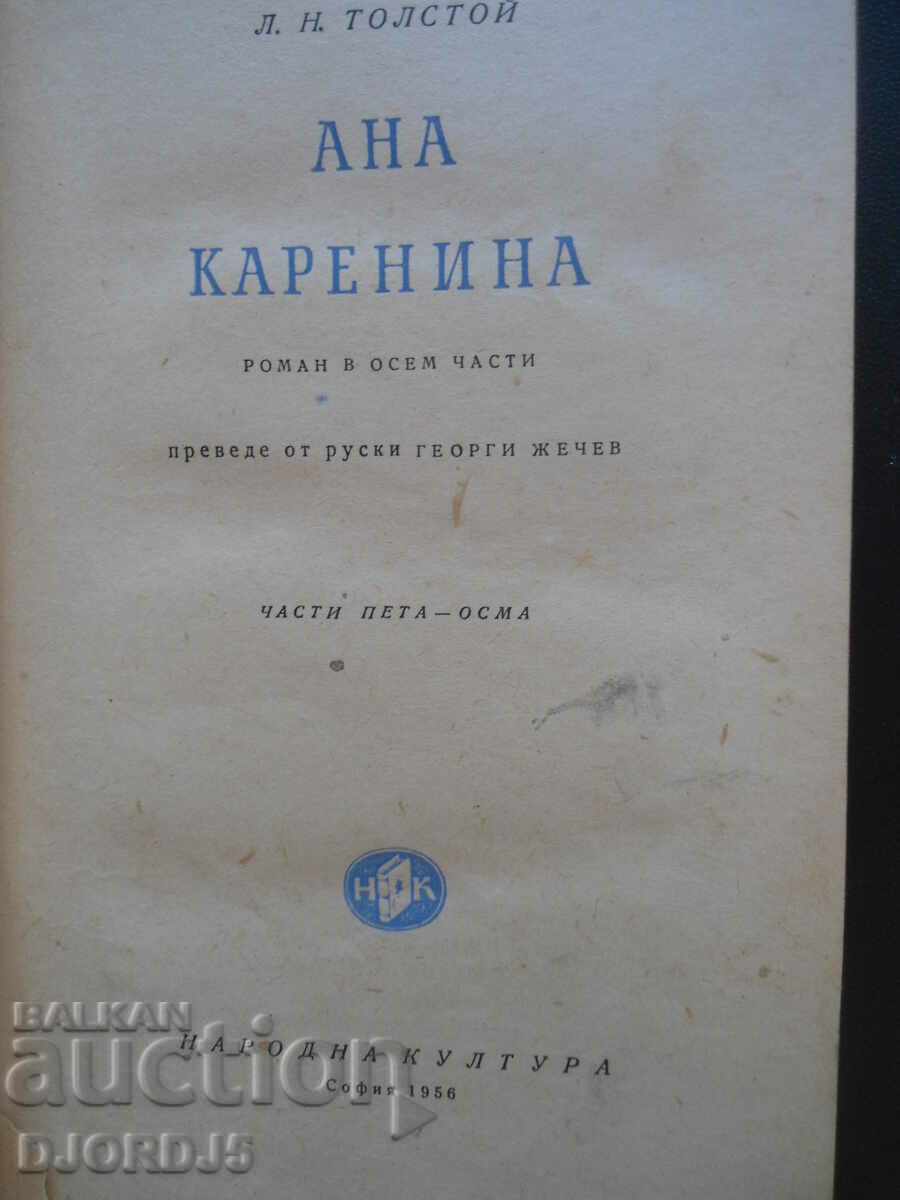 Л. Н. ТОЛСТОЙ
АНА
КАРЕНИНА
РОМАН В ОСЕМ ЧАСТИ
преведе от руски ГЕОРГИ ЖЕЧЕВ
ЧАСТИ ПЕТА — ОСМА
Н К
НАРОДНА КУЛТУРА
София 1956
BALKAN
auction
DJORDJ5